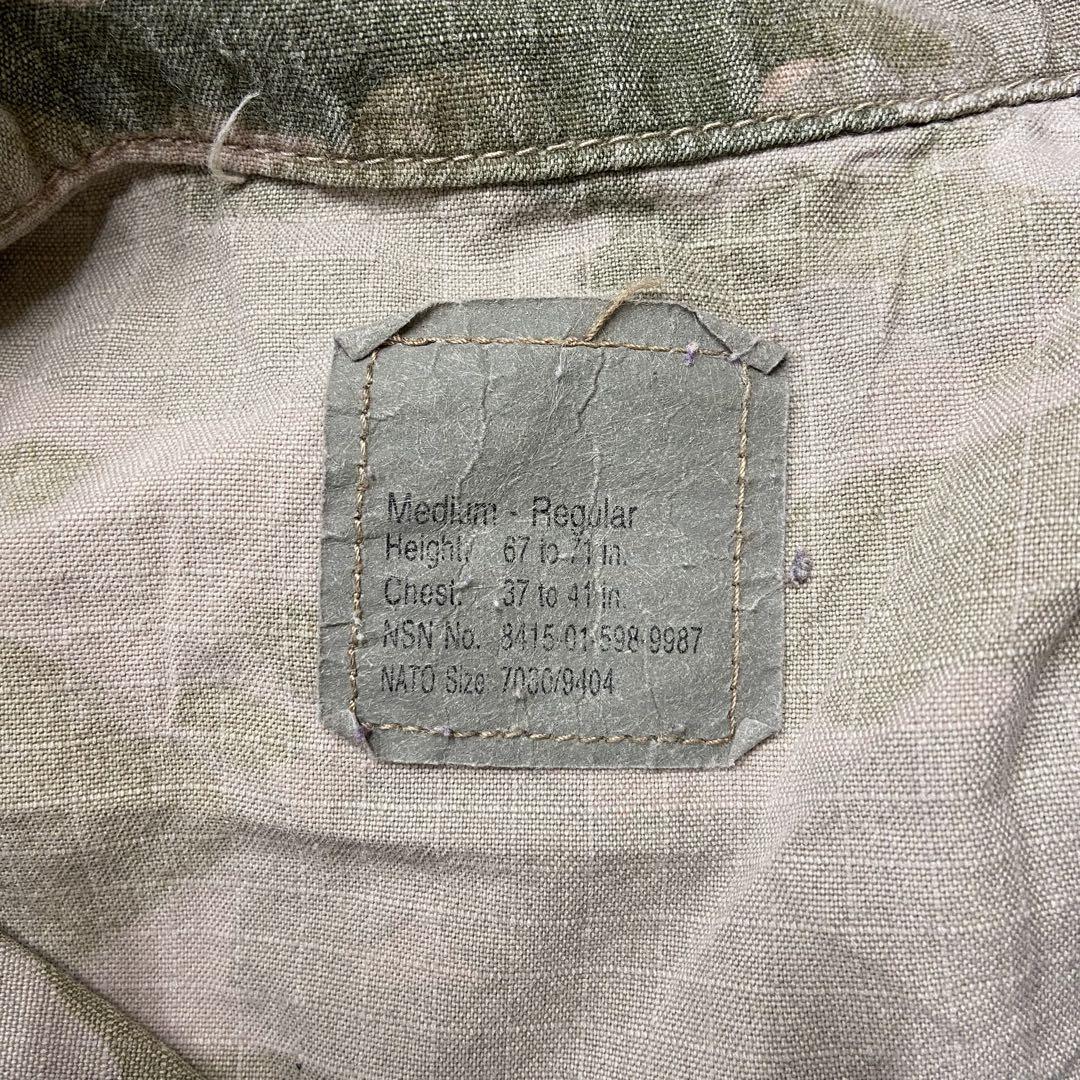 Medium - Regular
Height: 67 to 71 in.
Chest: 37 to 41 in.
NSN No. 8415-01-598-9987
NATO Size: 7080/9404